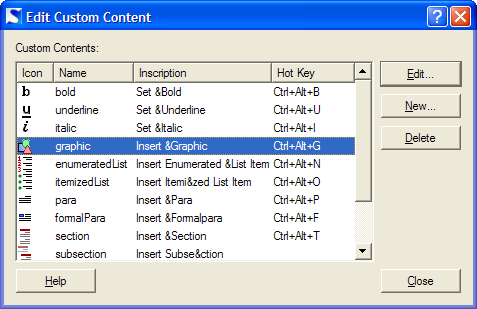 Edit Custom Content
Custom Contents:
Icon Name Inscription Hot Key
b bold Set &Bold Ctrl+Alt+B
u underline Set &Underline Ctrl+Alt+U
i italic Set &Italic Ctrl+Alt+I
graphic Insert &Graphic Ctrl+Alt+G
enumeratedList Insert Enumerated &List Item Ctrl+Alt+N
itemizedList Insert Itemi&zed List Item Ctrl+Alt+O
para Insert &Para Ctrl+Alt+P
formalPara Insert &Formalpara Ctrl+Alt+F
section Insert &Section Ctrl+Alt+T
subsection Insert Subse&ction
Edit...
New...
Delete
Help
Close